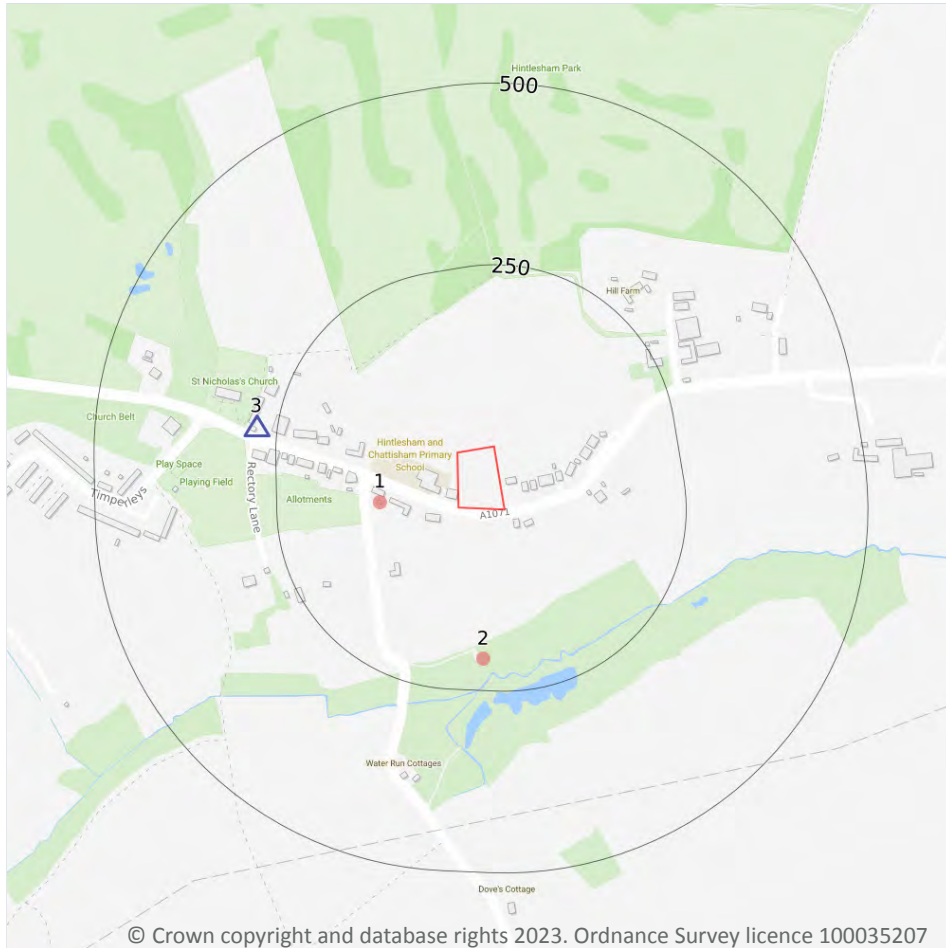 Hintlesham Park
500
250
Hill Farm
St Nicholas's Church
3
Church Belt
Hintlesham and
Chattisham Primary
School
Play Space
Playing Field
Rectory Lane
Allotments
1
Timperleys
A1071
2
Water Run Cottages
Dove's Cottage
© Crown copyright and database rights 2023. Ordnance Survey licence 100035207